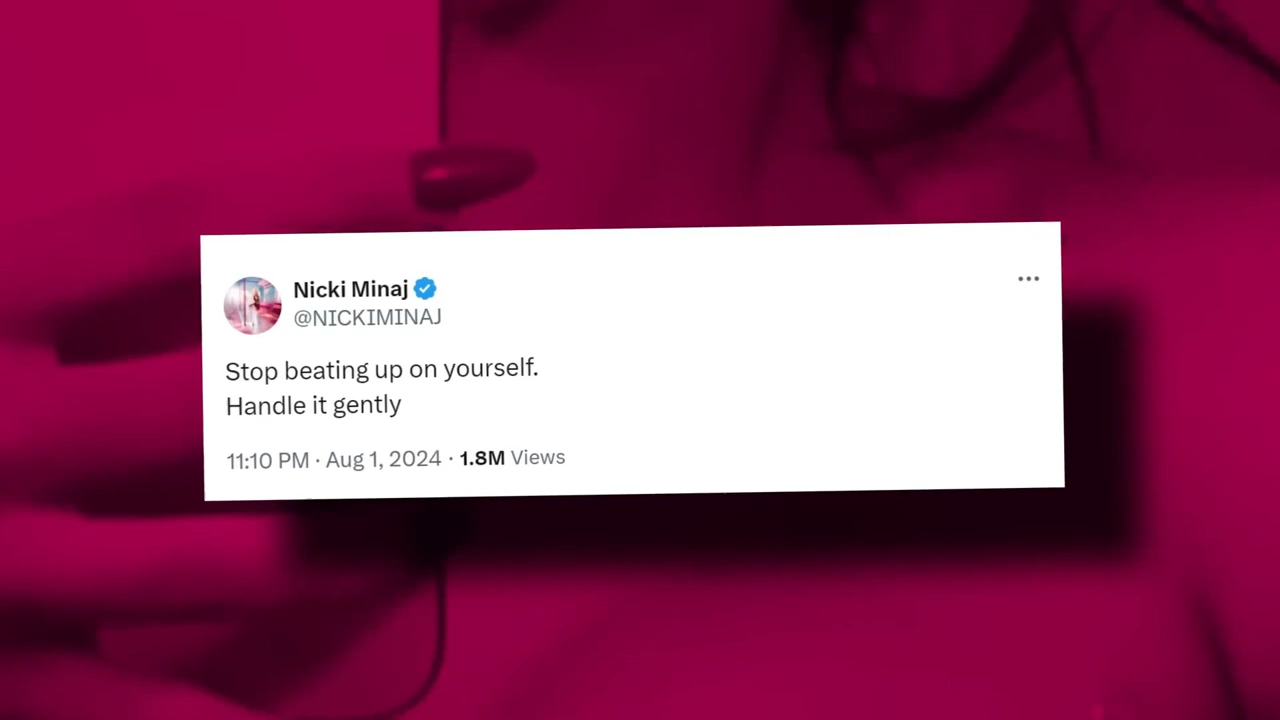 Nicki Minaj
@NICKIMINAJ
Stop beating up on yourself.
Handle it gently
11:10 PM · Aug 1, 2024 · 1.8M Views